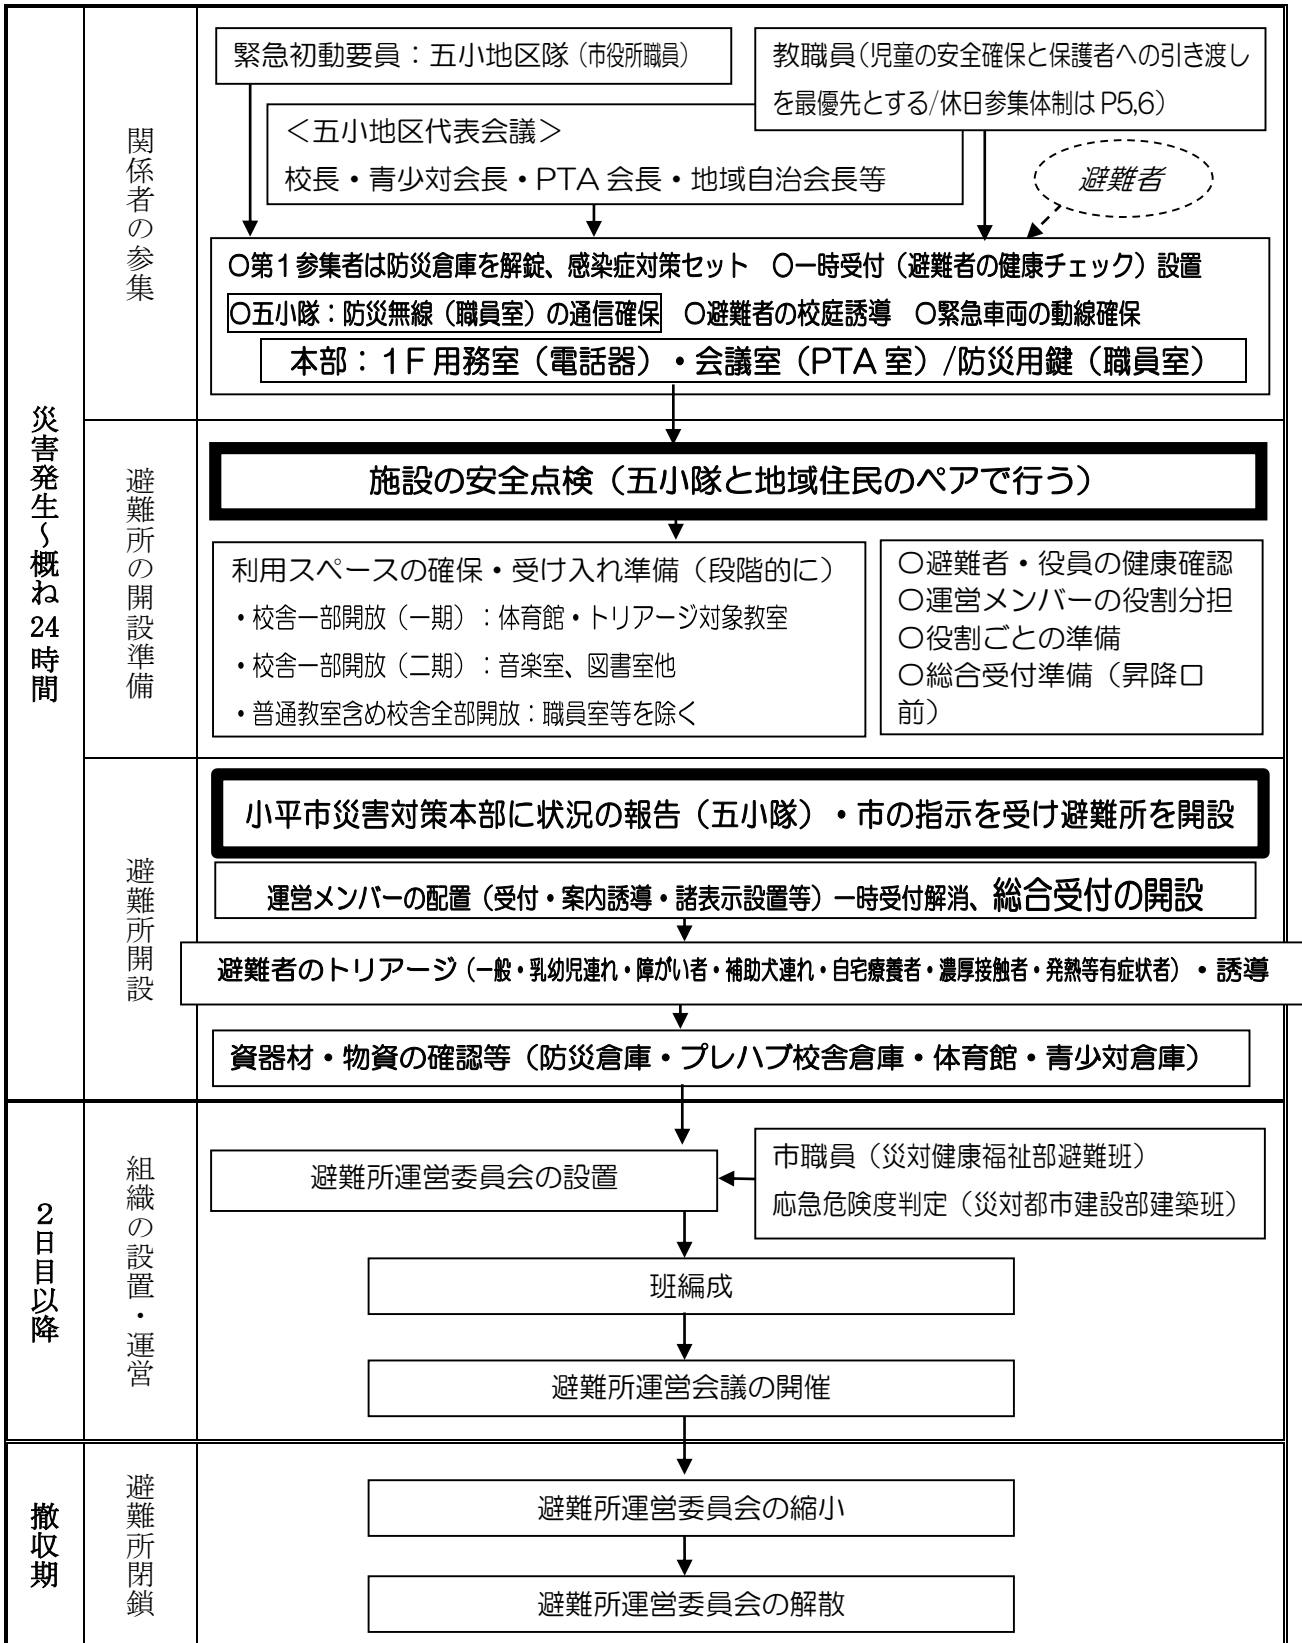 災害発生~概ね24時間
関係者の参集
緊急初動要員:五小地区隊(市役所職員)
教職員(児童の安全確保と保護者への引き渡し
を最優先とする/休日参集体制はP5,6)
<五小地区代表会議>
校長・青少対会長・PTA会長・地域自治会長等
避難者
〇第1参集者は防災倉庫を解錠、感染症対策セット 〇一時受付(避難者の健康チェック)設置
〇五小隊:防災無線(職員室)の通信確保 〇避難者の校庭誘導 〇緊急車両の動線確保
本部:1F用務室(電話器)・会議室(PTA室)/防災用鍵(職員室)
避難所の開設準備
施設の安全点検(五小隊と地域住民のペアで行う)
利用スペースの確保・受け入れ準備(段階的に)
・校舎一部開放(一期):体育館・トリアージ対象教室
・校舎一部開放(二期):音楽室、図書室他
・普通教室含め校舎全部開放:職員室等を除く
〇避難者・役員の健康確認
〇運営メンバーの役割分担
〇役割ごとの準備
〇総合受付準備(昇降口
前)
避難所開設
小平市災害対策本部に状況の報告(五小隊)・市の指示を受け避難所を開設
運営メンバーの配置(受付・案内誘導・諸表示設置等)一時受付解消、総合受付の開設
避難者のトリアージ(一般・乳幼児連れ・障がい者・補助犬連れ・自宅療養者・濃厚接触者・発熱等有症状者)・誘導
資器材・物資の確認等(防災倉庫・プレハブ校舎倉庫・体育館・青少対倉庫)
2日目以降
組織の設置・運営
避難所運営委員会の設置
市職員(災対健康福祉部避難班)
応急危険度判定(災対都市建設部建築班)
班編成
避難所運営会議の開催
撤収期
避難所閉鎖
避難所運営委員会の縮小
避難所運営委員会の解散